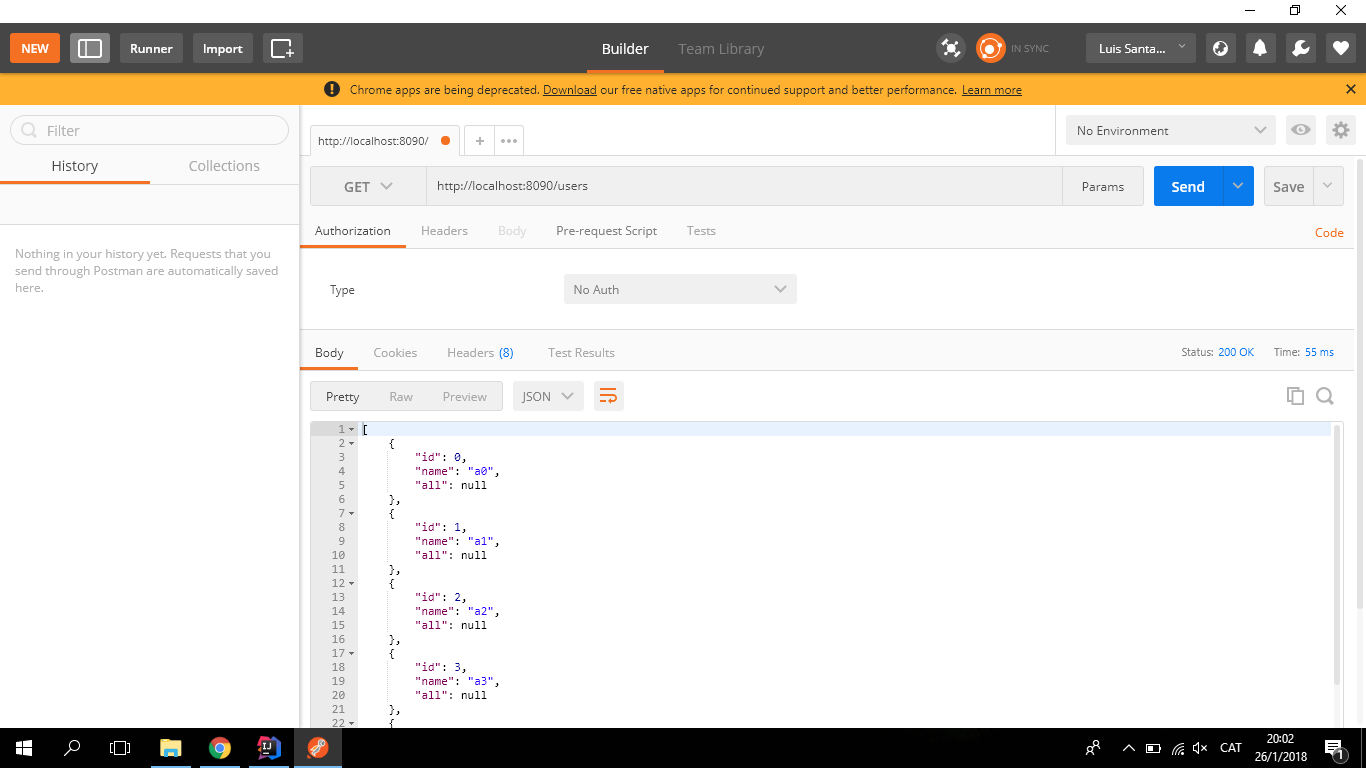 NEW Runner Import Builder Team Library IN SYNC Luis Santa...
Chrome apps are being deprecated. Download our free native apps for continued support and better performance. Learn more
Filter
History Collections
Nothing in your history yet. Requests that you
send through Postman are automatically saved
here.
http://localhost:8090/ + ••• No Environment
GET http://localhost:8090/users Params Send Save
Authorization Headers Body Pre-request Script Tests Code
Type No Auth
Body Cookies Headers (8) Test Results Status: 200 OK Time: 55 ms
Pretty Raw Preview JSON
1 [
2 {
3 "id": 0,
4 "name": "a0",
5 "all": null
6 },
7 {
8 "id": 1,
9 "name": "a1",
10 "all": null
11 },
12 {
13 "id": 2,
14 "name": "a2",
15 "all": null
16 },
17 {
18 "id": 3,
19 "name": "a3",
20 "all": null
21 },
22 {
CAT 20:02
26/1/2018 1